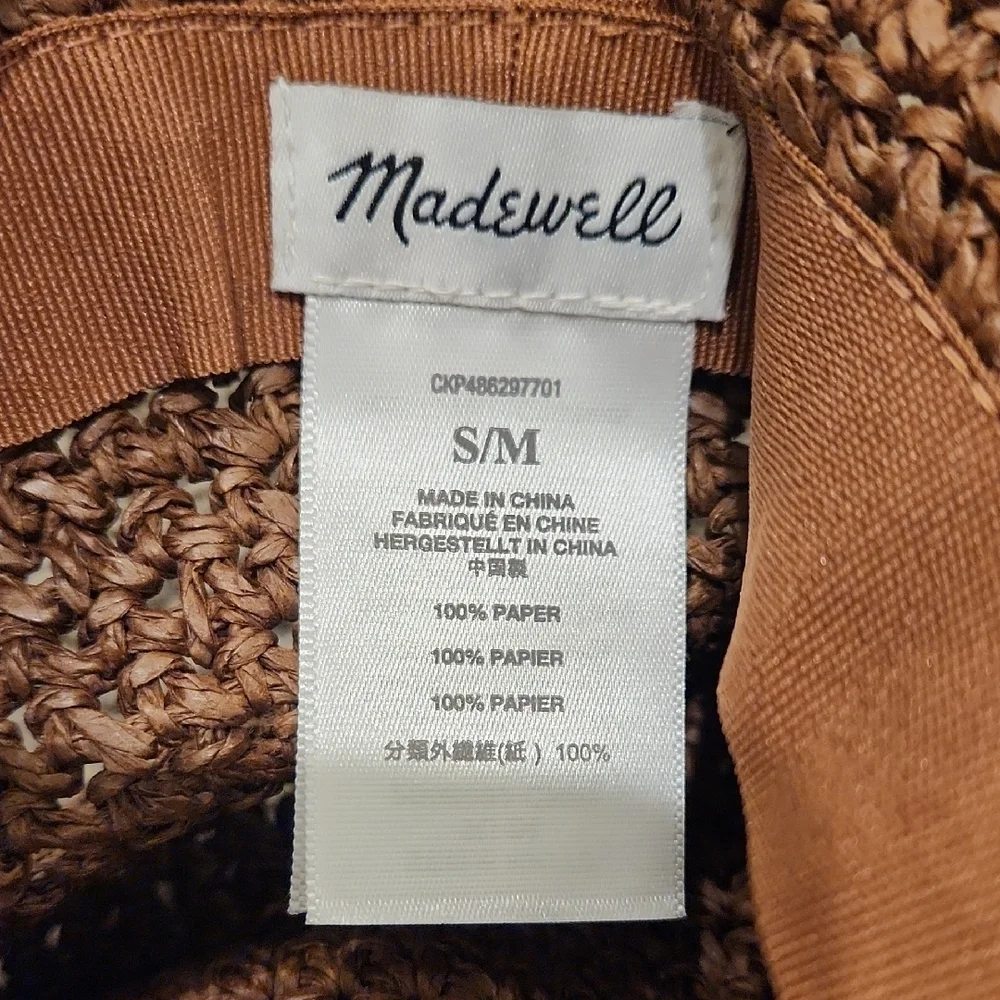 Madewell
CKP486297701
S/M
MADE IN CHINA
FABRIQUÉ EN CHINE
HERGESTELLT IN CHINA
中国製
100% PAPER
100% PAPIER
100% PAPIER
分類外繊維(紙) 100%